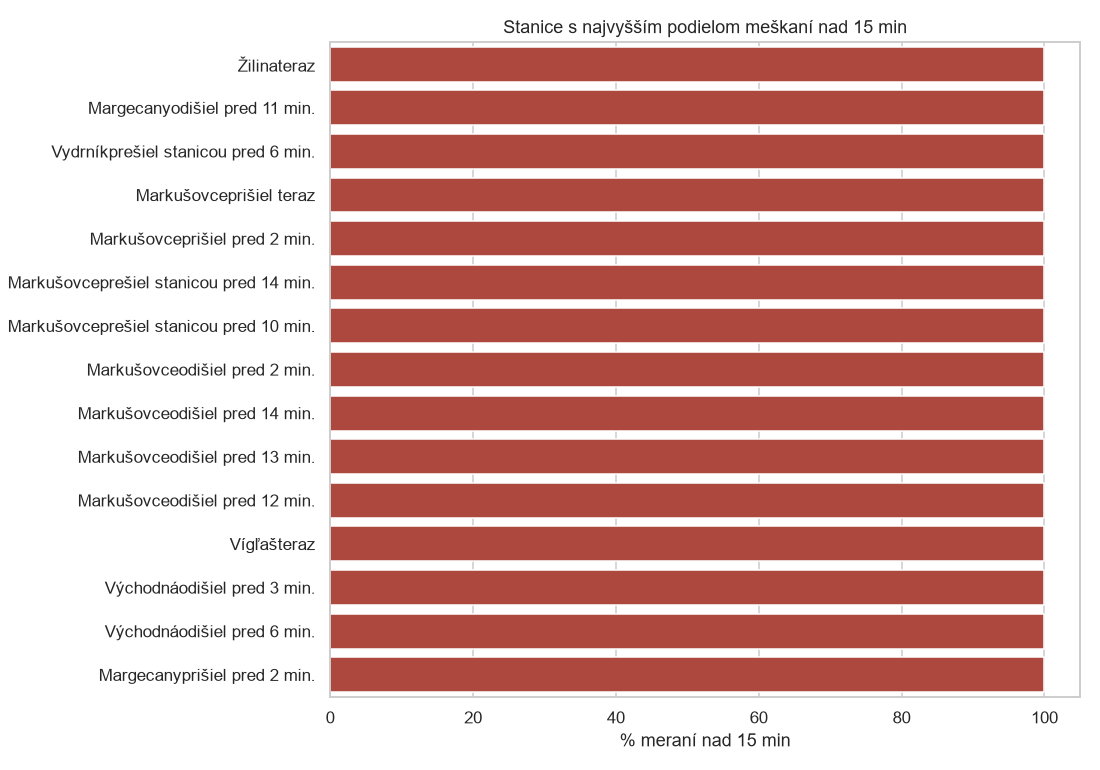 Stanice s najvyšším podielom meškaní nad 15 min
Žilinateraz
Margecanyodišiel pred 11 min.
Vydrníkprešiel stanicou pred 6 min.
Markušovceprišiel teraz
Markušovceprišiel pred 2 min.
Markušovceprešiel stanicou pred 14 min.
Markušovceprešiel stanicou pred 10 min.
Markušovceodišiel pred 2 min.
Markušovceodišiel pred 14 min.
Markušovceodišiel pred 13 min.
Markušovceodišiel pred 12 min.
Vígľašteraz
Východnáodišiel pred 3 min.
Východnáodišiel pred 6 min.
Margecanyprišiel pred 2 min.
0 20 40 60 80 100
% meraní nad 15 min